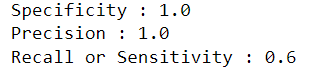 Specificity : 1.0
Precision : 1.0
Recall or Sensitivity : 0.6